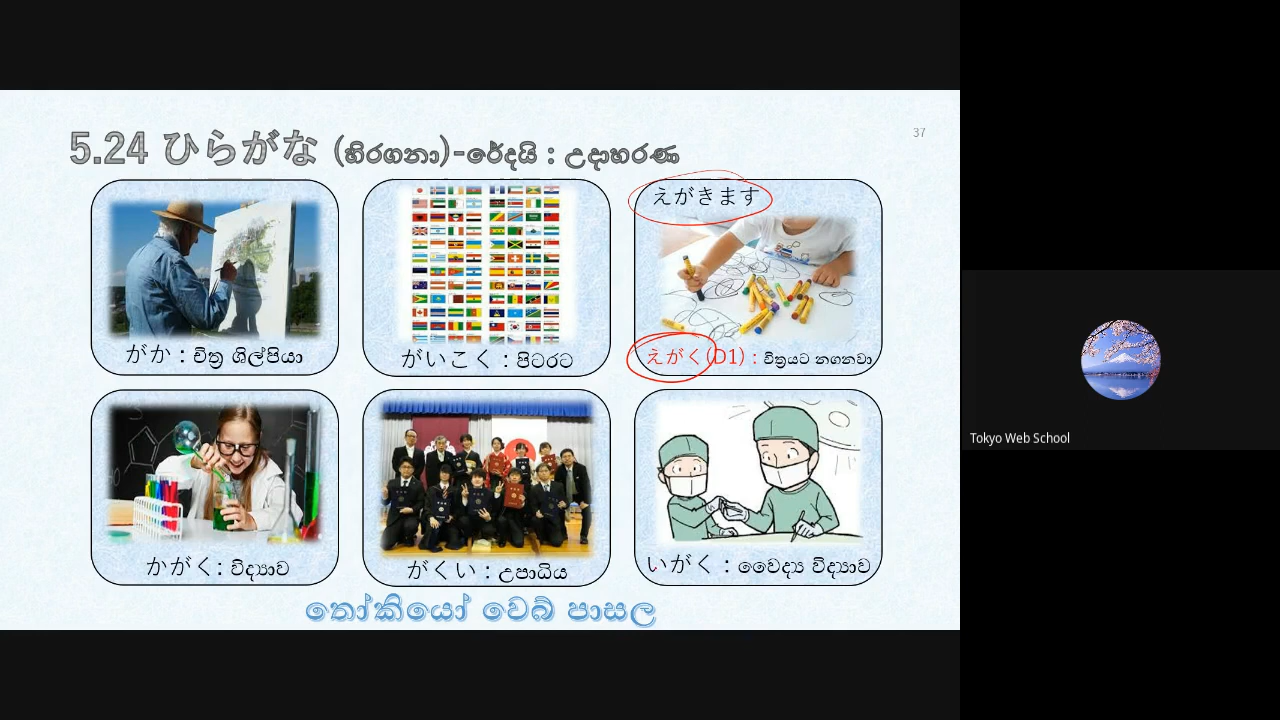 5.24 ひらがな (හිරගනා)-රේදයි : උදාහරණ
37
がか : චිත්‍ර ශිල්පියා
がいこく : පිටරට
えがきます
えがく(D1) : චිත්‍රයට නගනවා
かがく: විද්‍යාව
がくい : උපාධිය
いがく : වෛද්‍ය විද්‍යාව
තෝකියෝ වෙබ් පාසල
Tokyo Web School